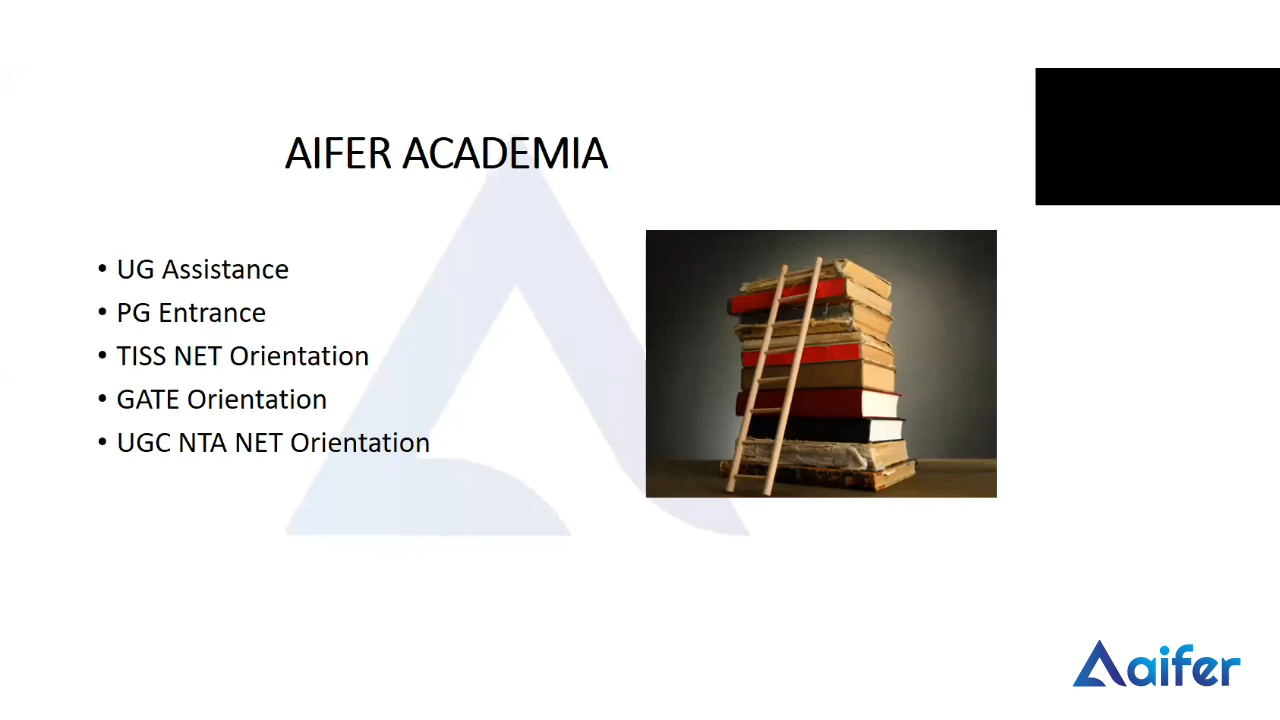 AIFER ACADEMIA
• UG Assistance
• PG Entrance
• TISS NET Orientation
• GATE Orientation
• UGC NTA NET Orientation
aifer